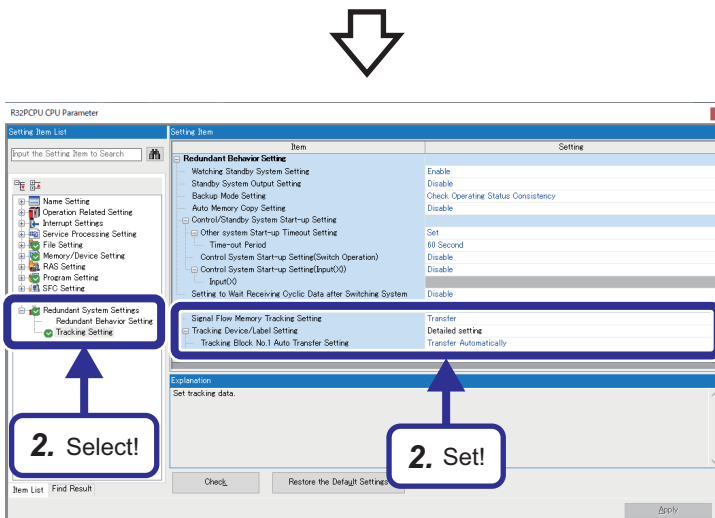 R32PCPU CPU Parameter
Setting Item List
Input the Setting Item to Search
Name Setting
Operation Related Setting
Interrupt Settings
Service Processing Setting
File Setting
Memory/Device Setting
RAS Setting
Program Setting
SFC Setting
Redundant System Settings
Redundant Behavior Setting
Tracking Setting
2. Select!
Item List Find Result
Setting Item
Item Setting
Redundant Behavior Setting
Watching Standby System Setting Enable
Standby System Output Setting Disable
Backup Mode Setting Check Operating Status Consistency
Auto Memory Copy Setting Disable
Control/Standby System Start-up Setting
Other system Start-up Timeout Setting Set
Time-out Period 60 Second
Control System Start-up Setting(Switch Operation) Disable
Control System Start-up Setting(Input(X)) Disable
Input(X)
Setting to Wait Receiving Cyclic Data after Switching System Disable
Signal Flow Memory Tracking Setting Transfer
Tracking Device/Label Setting Detailed setting
Tracking Block No.1 Auto Transfer Setting Transfer Automatically
Explanation
Set tracking data.
2. Set!
Check Restore the Default Settings
Apply